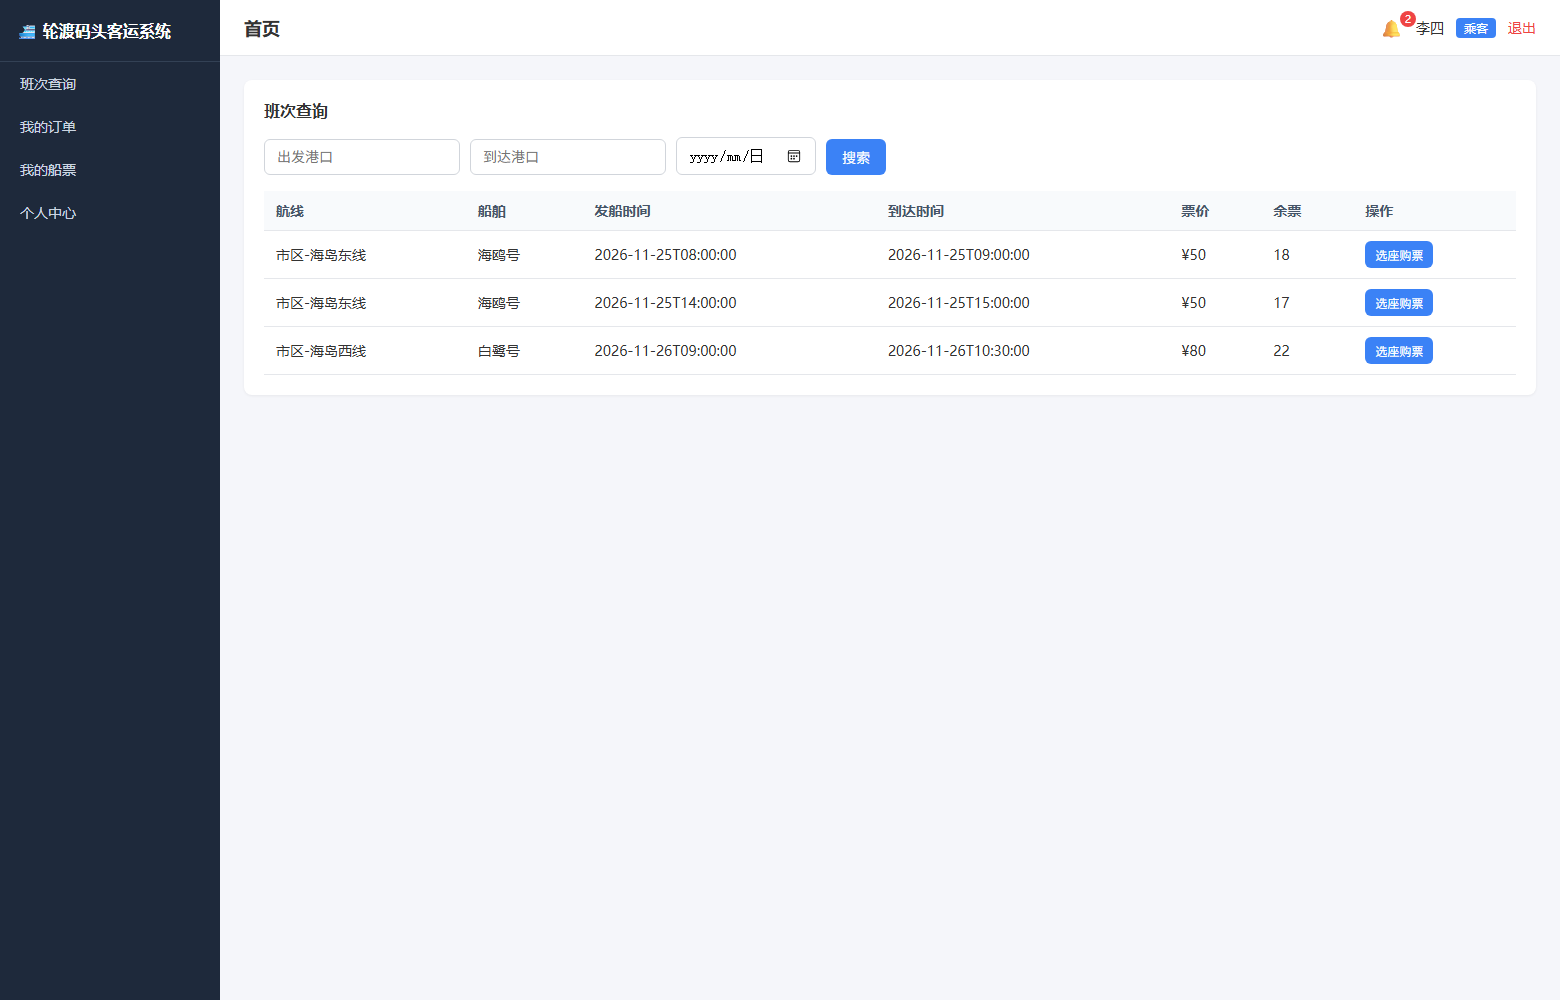 轮渡码头客运系统
班次查询
我的订单
我的船票
个人中心
首页
2 李四 乘客 退出
班次查询
出发港口 到达港口 yyyy/mm/日 搜索
航线 船舶 发船时间 到达时间 票价 余票 操作
市区-海岛东线 海鸥号 2026-11-25T08:00:00 2026-11-25T09:00:00 ¥50 18 选座购票
市区-海岛东线 海鸥号 2026-11-25T14:00:00 2026-11-25T15:00:00 ¥50 17 选座购票
市区-海岛西线 白鹭号 2026-11-26T09:00:00 2026-11-26T10:30:00 ¥80 22 选座购票